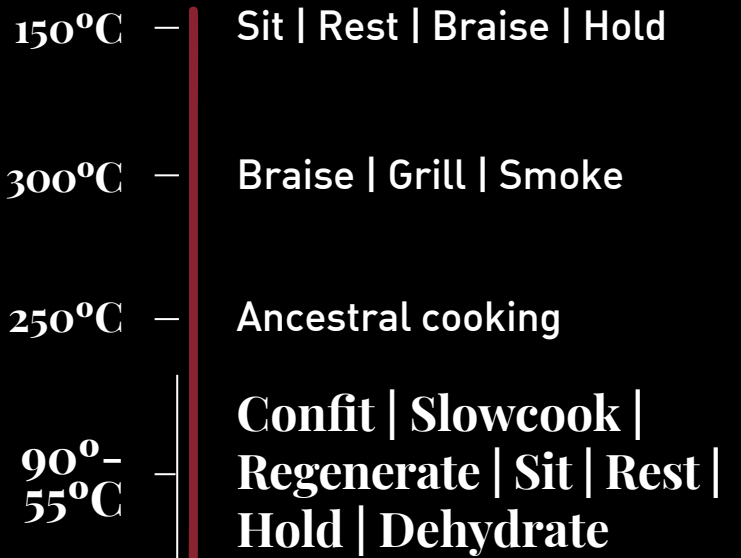 150ºC — Sit | Rest | Braise | Hold
300ºC — Braise | Grill | Smoke
250ºC — Ancestral cooking
Confit | Slowcook |
90º-
55ºC — Regenerate | Sit | Rest |
Hold | Dehydrate